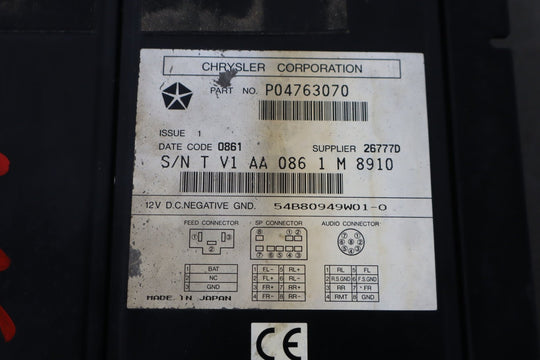 CHRYSLER CORPORATION
PART NO. P04763070
ISSUE 1
DATE CODE 0861 SUPPLIER 26777D
S/N T V1 AA 086 1 M 8910
12V D.C.NEGATIVE GND. 54B80949W01-0
FEED CONNECTOR SP CONNECTOR AUDIO CONNECTOR
1 BAT 1 FL- 5 RL+ 1 RL 5 FL
2 NC 2 FL+ 6 RL- 2 R.S.GND 6 F.S.GND
3 GND 3 FR+ 7 RR+ 3 RR 7 FR
4 FR- 8 RR- 4 RMT 8 GND
MADE IN JAPAN
CE